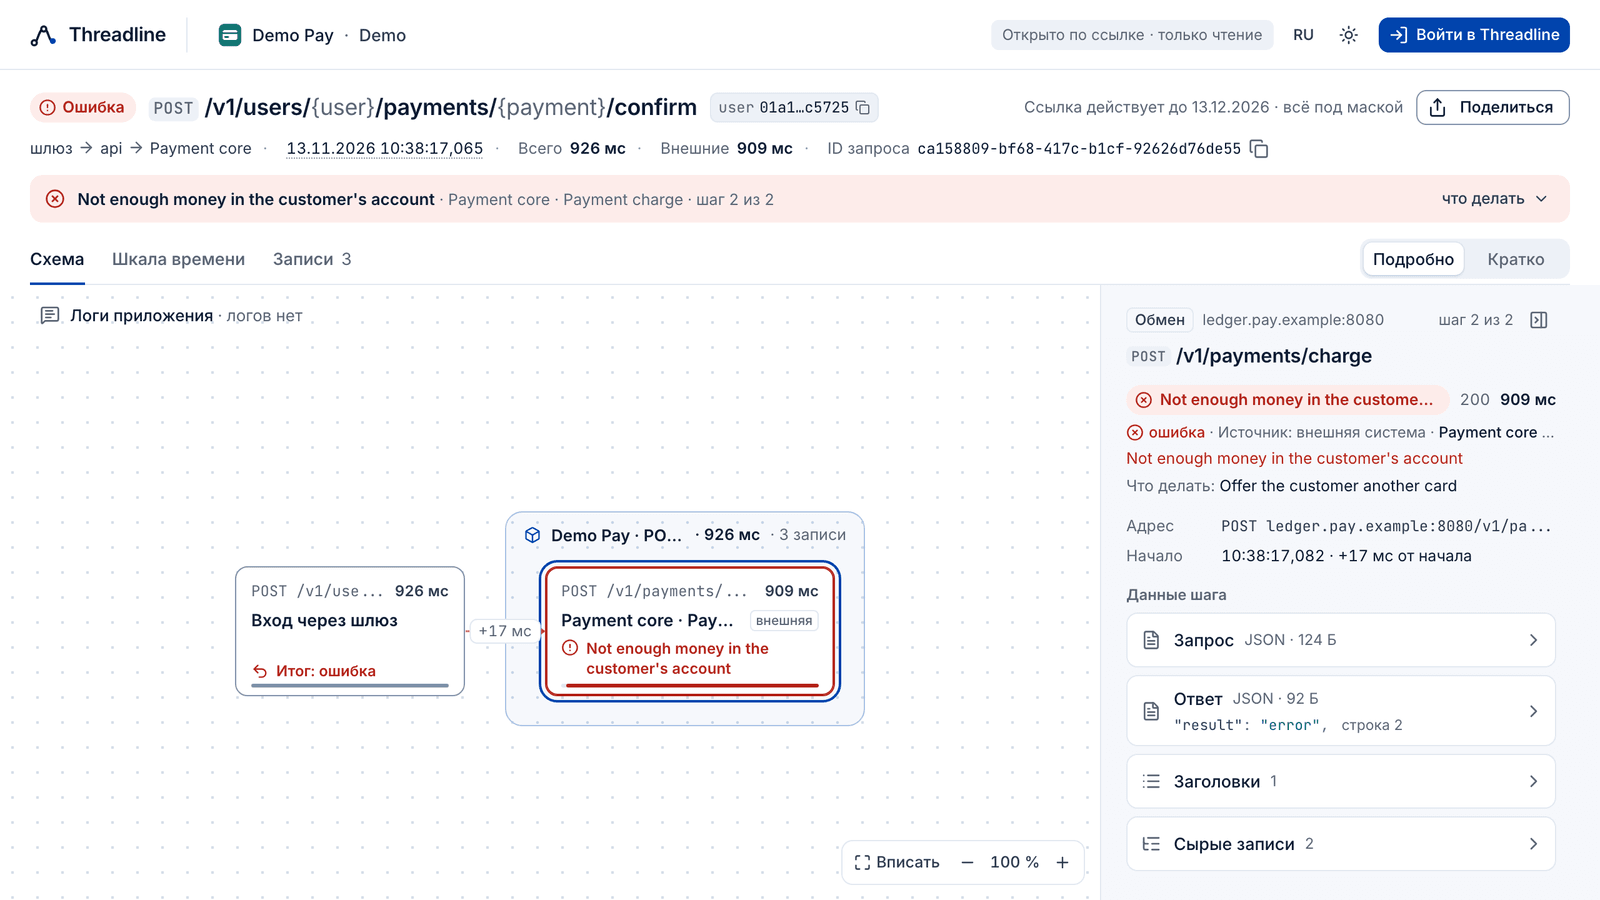 Threadline
Demo Pay · Demo
Открыто по ссылке · только чтение
RU
Войти в Threadline
Ошибка
POST /v1/users/{user}/payments/{payment}/confirm
user 01a1…c5725
Ссылка действует до 13.12.2026 · всё под маской
Поделиться
шлюз → api → Payment core · 13.11.2026 10:38:17,065 · Всего 926 мс · Внешние 909 мс · ID запроса ca158809-bf68-417c-b1cf-92626d76de55
Not enough money in the customer's account · Payment core · Payment charge · шаг 2 из 2
что делать
Схема
Шкала времени
Записи 3
Подробно
Кратко
Логи приложения · логов нет
POST /v1/use... 926 мс
Вход через шлюз
Итог: ошибка
+17 мс
Demo Pay · PO... · 926 мс · 3 записи
POST /v1/payments/... 909 мс
Payment core · Pay... внешняя
Not enough money in the
customer's account
Вписать
100 %
Обмен ledger.pay.example:8080 шаг 2 из 2
POST /v1/payments/charge
Not enough money in the custome... 200 909 мс
ошибка · Источник: внешняя система · Payment core ...
Not enough money in the customer's account
Что делать: Offer the customer another card
Адрес POST ledger.pay.example:8080/v1/pa...
Начало 10:38:17,082 · +17 мс от начала
Данные шага
Запрос JSON · 124 Б
Ответ JSON · 92 Б
"result": "error", строка 2
Заголовки 1
Сырые записи 2